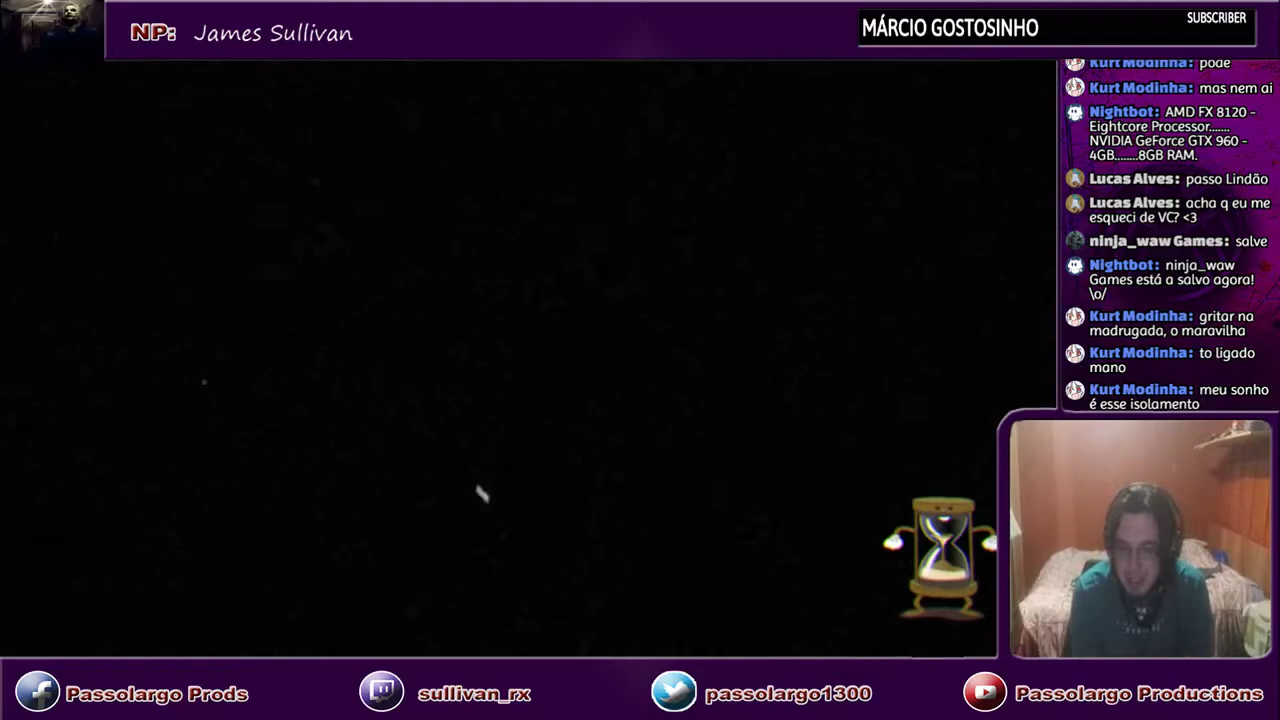 NP: James Sullivan
MÁRCIO GOSTOSINHO
SUBSCRIBER
Kurt Modinha: pode
Kurt Modinha: mas nem ai
Nightbot: AMD FX 8120 -
Eightcore Processor.......
NVIDIA GeForce GTX 960 -
4GB........8GB RAM.
Lucas Alves: passo Lindão
Lucas Alves: acha q eu me
esqueci de VC? <3
ninja_waw Games: salve
Nightbot: ninja_waw
Games está a salvo agora!
\o/
Kurt Modinha: gritar na
madrugada, o maravilha
Kurt Modinha: to ligado
mano
Kurt Modinha: meu sonho
é esse isolamento
Passolargo Prods
sullivan_rx
passolargo1300
Passolargo Productions